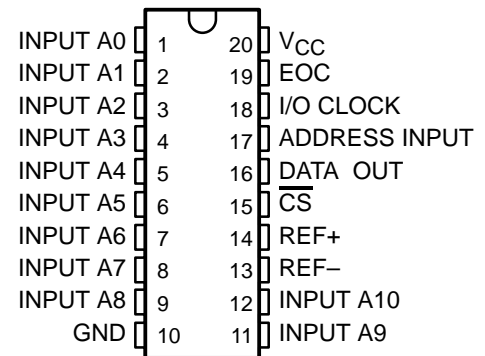 INPUT A0 1 20 VCC
INPUT A1 2 19 EOC
INPUT A2 3 18 I/O CLOCK
INPUT A3 4 17 ADDRESS INPUT
INPUT A4 5 16 DATA OUT
INPUT A5 6 15 C̅S̅
INPUT A6 7 14 REF+
INPUT A7 8 13 REF–
INPUT A8 9 12 INPUT A10
GND 10 11 INPUT A9